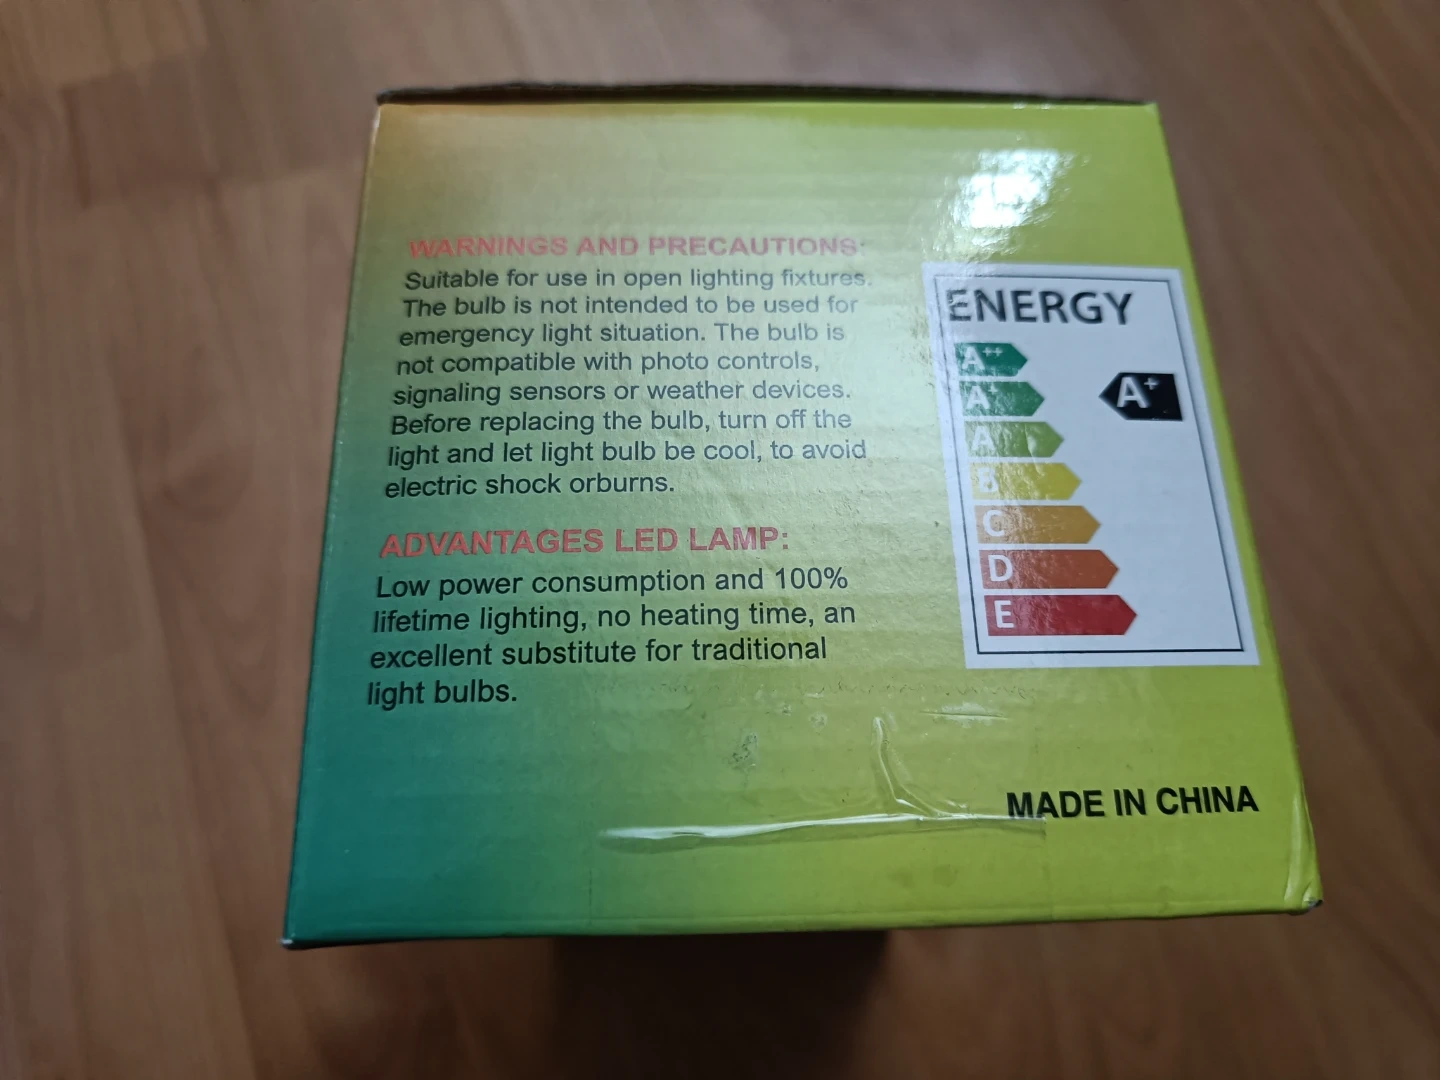 WARNINGS AND PRECAUTIONS:
Suitable for use in open lighting fixtures.
The bulb is not intended to be used for
emergency light situation. The bulb is
not compatible with photo controls,
signaling sensors or weather devices.
Before replacing the bulb, turn off the
light and let light bulb be cool, to avoid
electric shock orburns.
ADVANTAGES LED LAMP:
Low power consumption and 100%
lifetime lighting, no heating time, an
excellent substitute for traditional
light bulbs.
ENERGY
A++
A+
A+
A
B
C
D
E
MADE IN CHINA